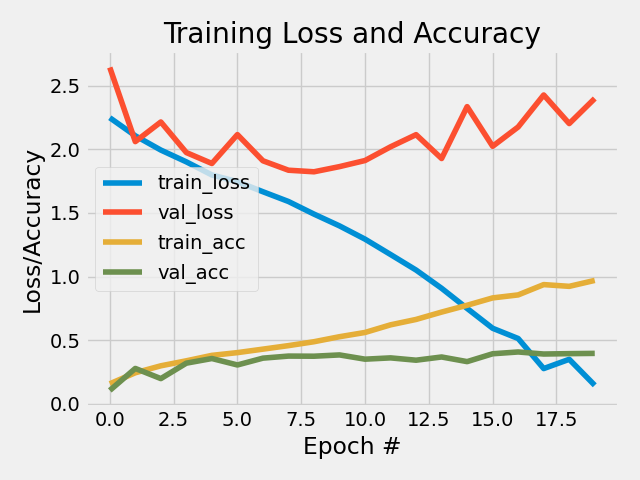 Training Loss and Accuracy
Loss/Accuracy
2.5
2.0
1.5
1.0
0.5
0.0
train_loss
val_loss
train_acc
val_acc
0.0 2.5 5.0 7.5 10.0 12.5 15.0 17.5
Epoch #